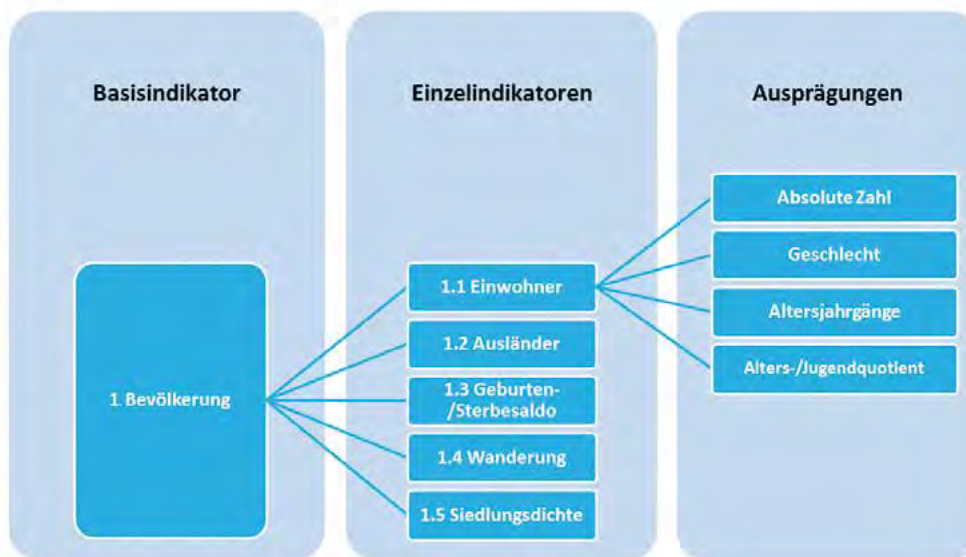 Basisindikator
Einzelindikatoren
Ausprägungen
1 Bevölkerung
1.1 Einwohner
1.2 Ausländer
1.3 Geburten-
/Sterbesaldo
1.4 Wanderung
1.5 Siedlungsdichte
Absolute Zahl
Geschlecht
Altersjahrgänge
Alters-/Jugendquotient